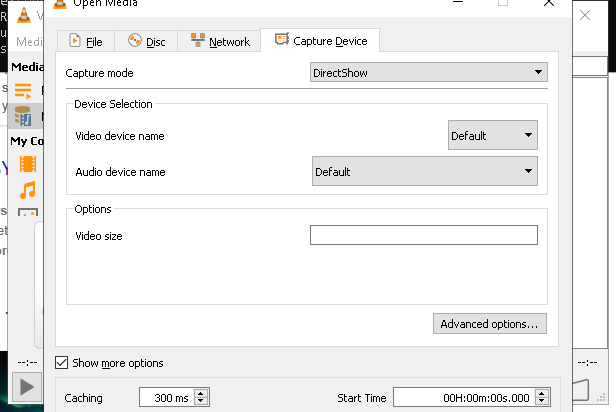 Open Media
Media
File
Disc
Network
Capture Device
Media
Capture mode
DirectShow
Device Selection
Video device name
Default
My Co
Audio device name
Default
Options
Video size
Advanced options...
--:--
Show more options
--:--
Caching
300 ms
Start Time
00H:00m:00s.000